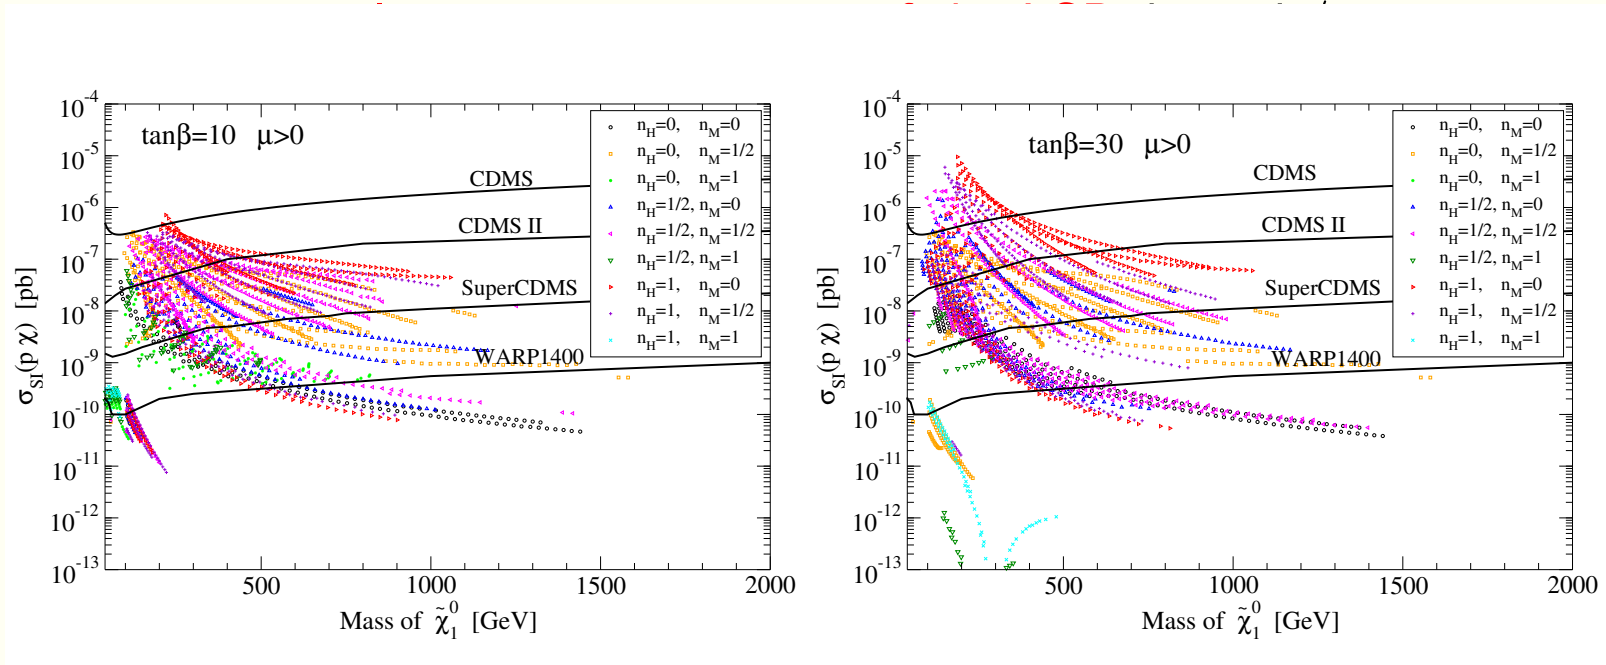 tanβ=10 μ>0
CDMS
CDMS II
SuperCDMS
WARP1400
n_H=0, n_M=0
n_H=0, n_M=1/2
n_H=0, n_M=1
n_H=1/2, n_M=0
n_H=1/2, n_M=1/2
n_H=1/2, n_M=1
n_H=1, n_M=0
n_H=1, n_M=1/2
n_H=1, n_M=1
σ_SI(p χ) [pb]
10^-4
10^-5
10^-6
10^-7
10^-8
10^-9
10^-10
10^-11
10^-12
10^-13
500 1000 1500 2000
Mass of χ̃_1^0 [GeV]
tanβ=30 μ>0
CDMS
CDMS II
SuperCDMS
WARP1400
n_H=0, n_M=0
n_H=0, n_M=1/2
n_H=0, n_M=1
n_H=1/2, n_M=0
n_H=1/2, n_M=1/2
n_H=1/2, n_M=1
n_H=1, n_M=0
n_H=1, n_M=1/2
n_H=1, n_M=1
σ_SI(p χ) [pb]
10^-4
10^-5
10^-6
10^-7
10^-8
10^-9
10^-10
10^-11
10^-12
10^-13
500 1000 1500 2000
Mass of χ̃_1^0 [GeV]